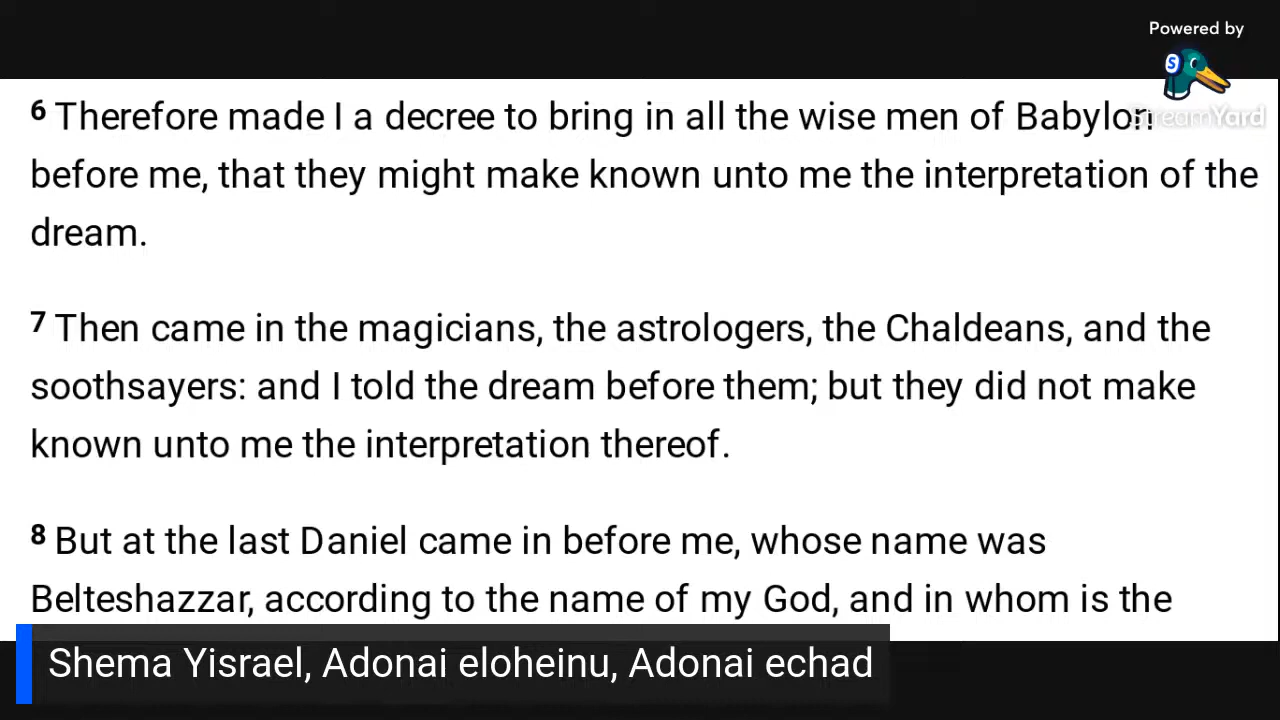 Powered by
StreamYard
6 Therefore made I a decree to bring in all the wise men of Babylon
before me, that they might make known unto me the interpretation of the
dream.
7 Then came in the magicians, the astrologers, the Chaldeans, and the
soothsayers: and I told the dream before them; but they did not make
known unto me the interpretation thereof.
8 But at the last Daniel came in before me, whose name was
Belteshazzar, according to the name of my God, and in whom is the
Shema Yisrael, Adonai eloheinu, Adonai echad